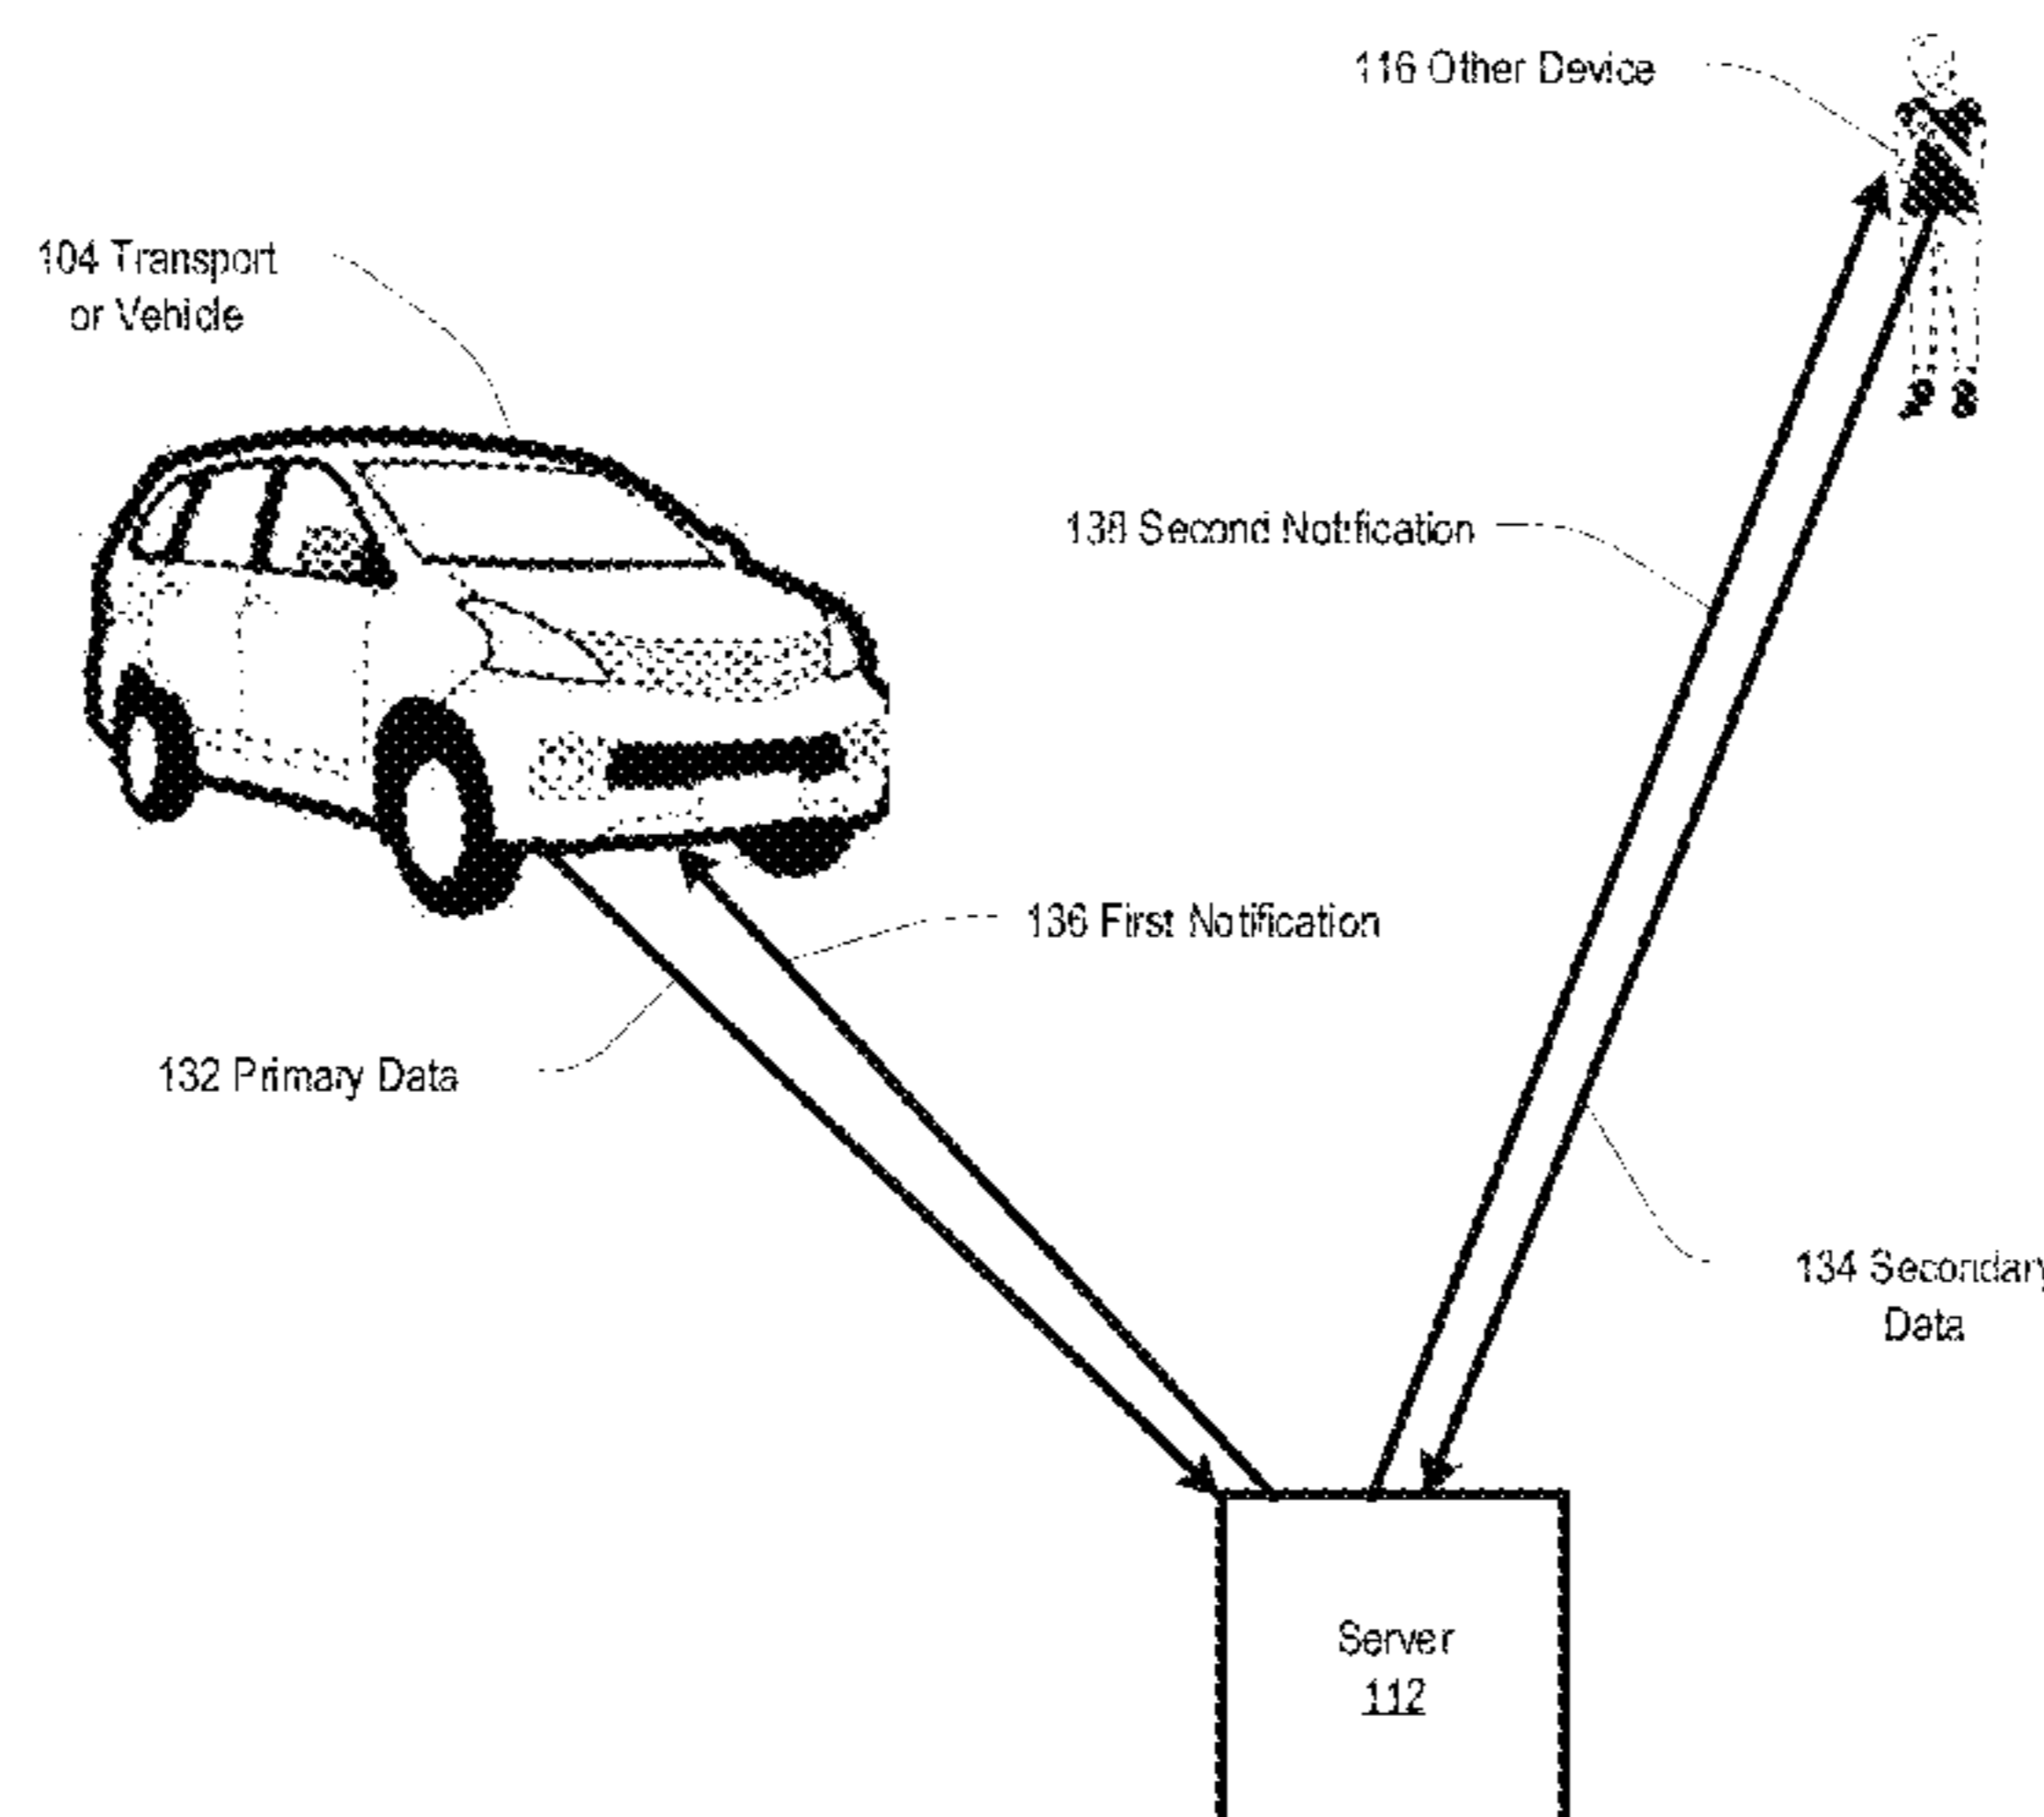 116 Other Device
104 Transport
or Vehicle
138 Second Notification
136 First Notification
132 Primary Data
134 Secondary
Data
Server
112